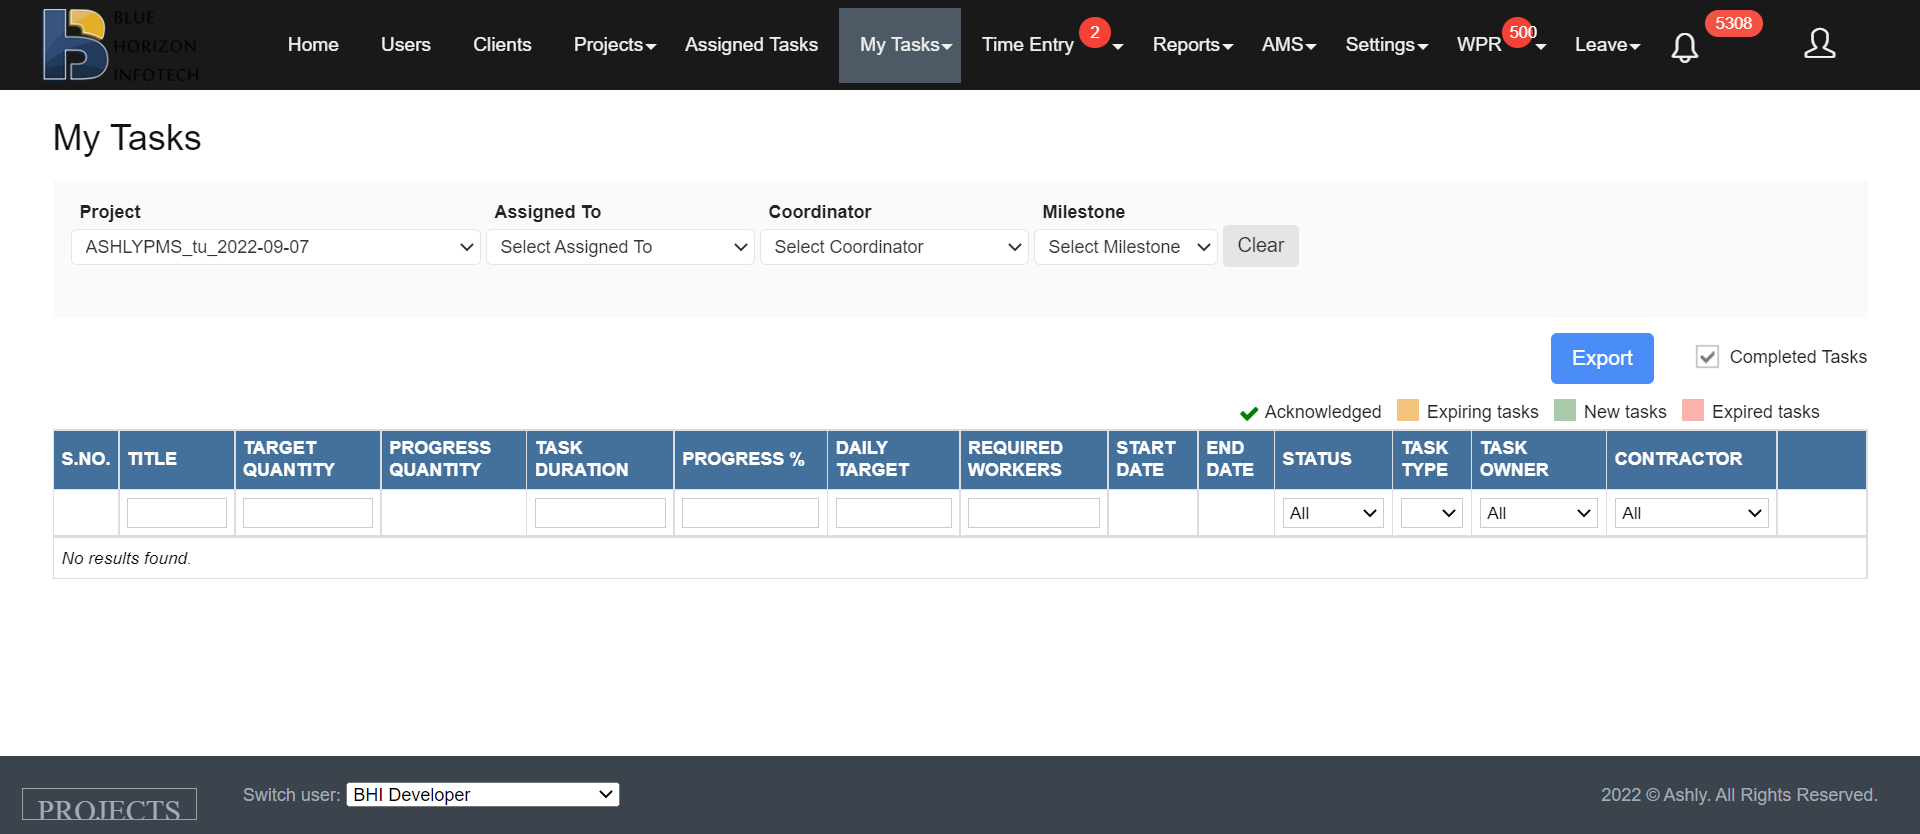 BLUE
HORIZON
INFOTECH
Home Users Clients Projects Assigned Tasks My Tasks Time Entry 2 Reports AMS Settings WPR 500 Leave 5308
My Tasks
Project Assigned To Coordinator Milestone
ASHLYPMS_tu_2022-09-07 Select Assigned To Select Coordinator Select Milestone Clear
Export Completed Tasks
Acknowledged Expiring tasks New tasks Expired tasks
S.NO. TITLE TARGET QUANTITY PROGRESS QUANTITY TASK DURATION PROGRESS % DAILY TARGET REQUIRED WORKERS START DATE END DATE STATUS TASK TYPE TASK OWNER CONTRACTOR
All All All
No results found.
PROJECTS Switch user: BHI Developer 2022 © Ashly. All Rights Reserved.